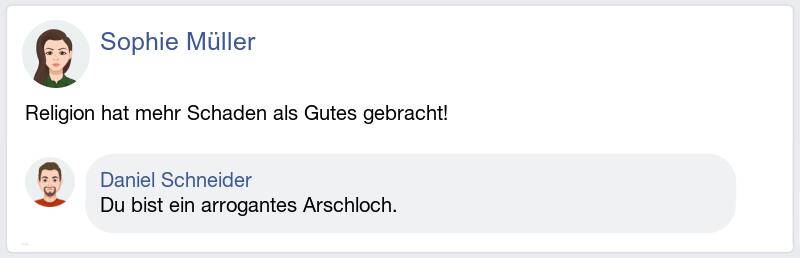 Sophie Müller
Religion hat mehr Schaden als Gutes gebracht!
Daniel Schneider
Du bist ein arrogantes Arschloch.